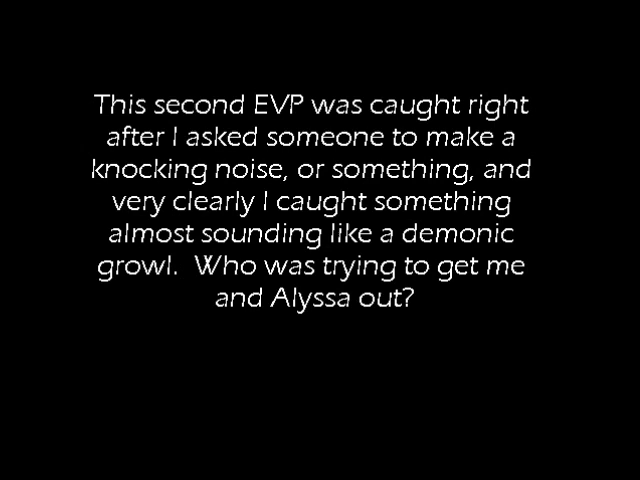 This second EVP was caught right
after I asked someone to make a
knocking noise, or something, and
very clearly I caught something
almost sounding like a demonic
growl.  Who was trying to get me
and Alyssa out?